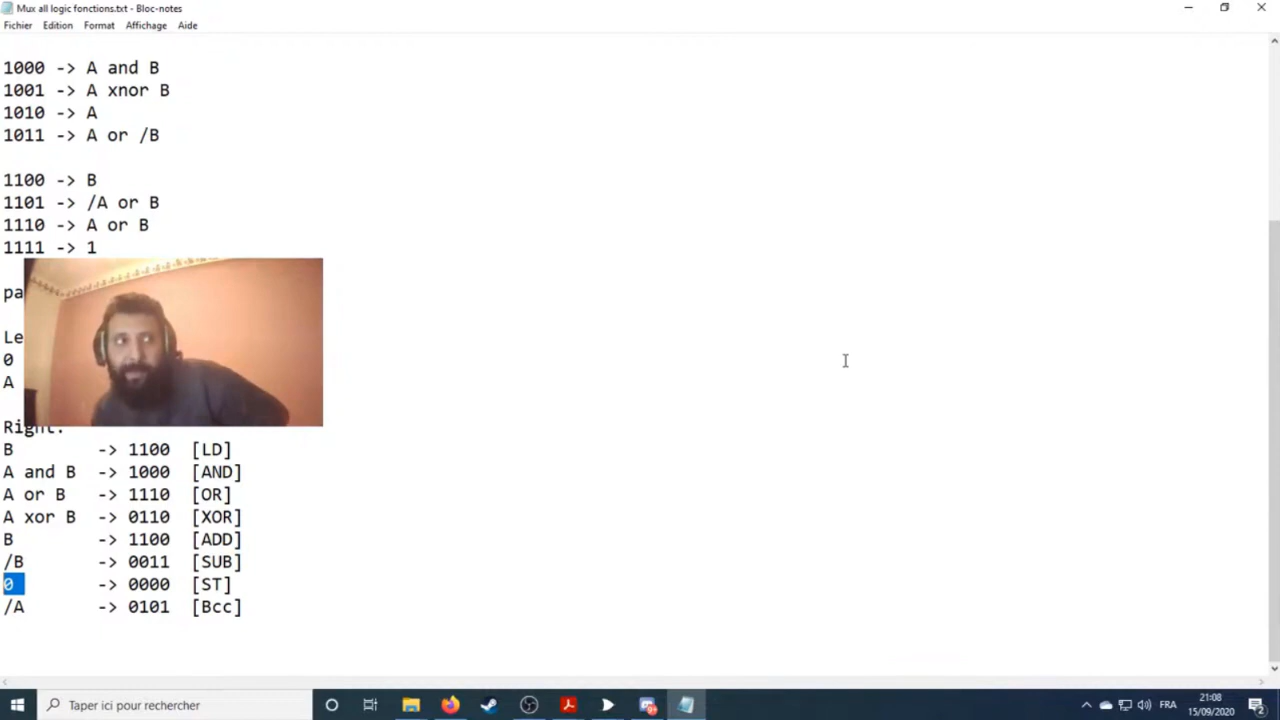 Mux all logic fonctions.txt - Bloc-notes
Fichier Edition Format Affichage Aide
1000 -> A and B
1001 -> A xnor B
1010 -> A
1011 -> A or /B
1100 -> B
1101 -> /A or B
1110 -> A or B
1111 -> 1
pa
Le
0
A
Right:
B -> 1100 [LD]
A and B -> 1000 [AND]
A or B -> 1110 [OR]
A xor B -> 0110 [XOR]
B -> 1100 [ADD]
/B -> 0011 [SUB]
0 -> 0000 [ST]
/A -> 0101 [Bcc]
Taper ici pour rechercher
FRA
21:08
15/09/2020
2